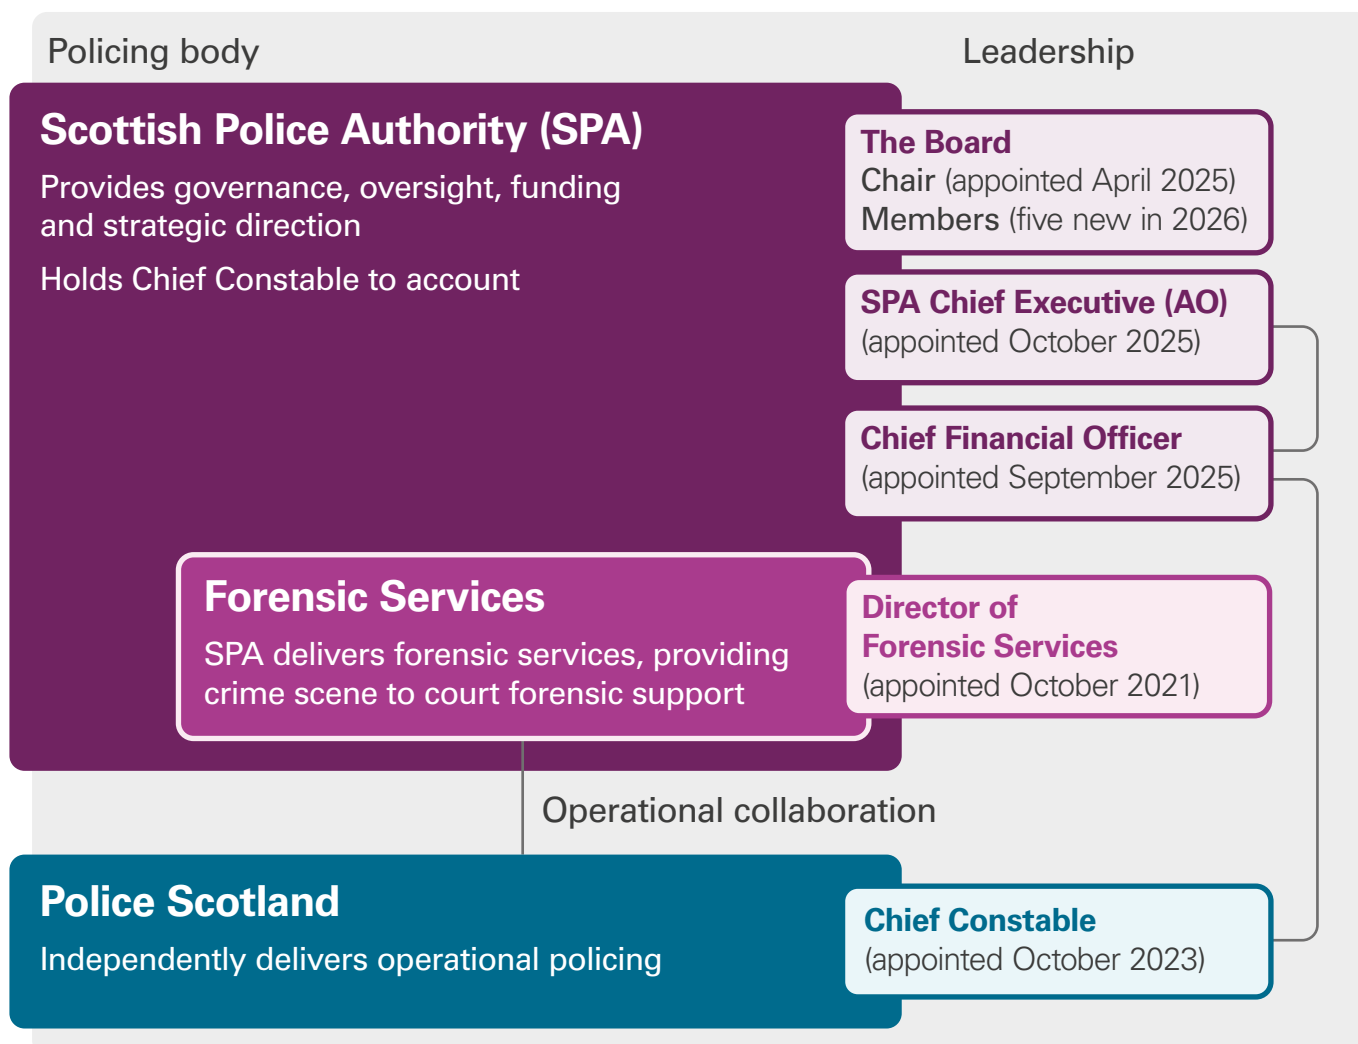 Policing body
Leadership
Scottish Police Authority (SPA)
Provides governance, oversight, funding
and strategic direction
Holds Chief Constable to account
The Board
Chair (appointed April 2025)
Members (five new in 2026)
SPA Chief Executive (AO)
(appointed October 2025)
Chief Financial Officer
(appointed September 2025)
Forensic Services
SPA delivers forensic services, providing
crime scene to court forensic support
Director of
Forensic Services
(appointed October 2021)
Operational collaboration
Police Scotland
Independently delivers operational policing
Chief Constable
(appointed October 2023)